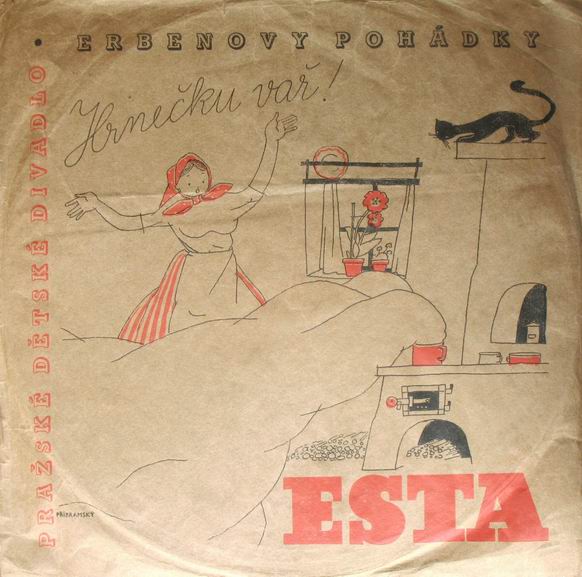 • ERBENOVY POHÁDKY
PRAŽSKÉ DĚTSKÉ DIVADLO
Hrnečku vař!
PŘIBRAMSKÝ
ESTA